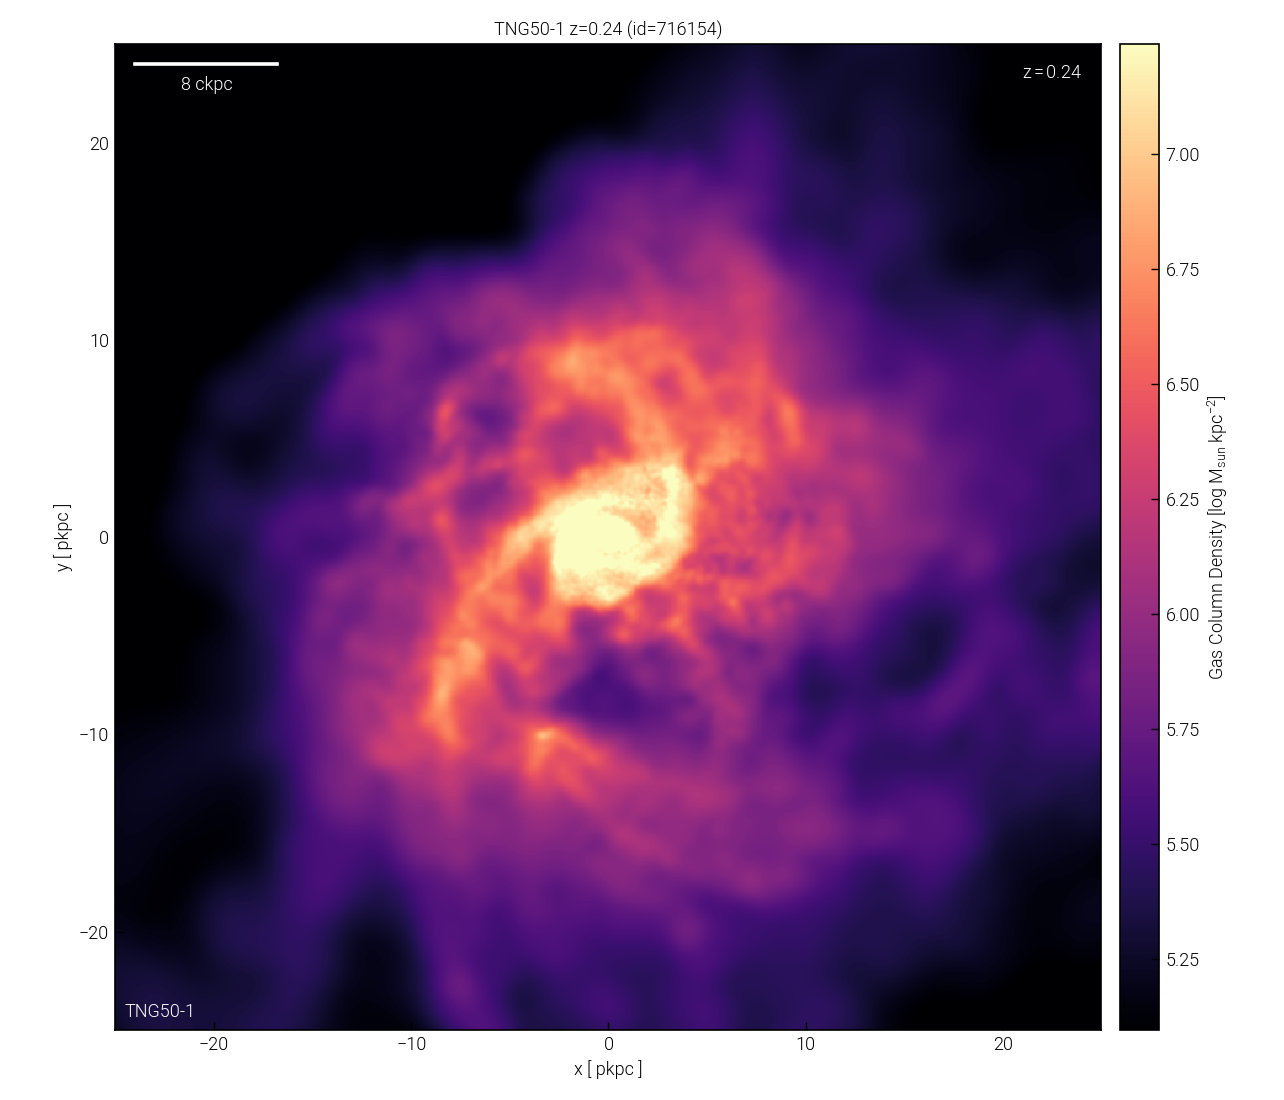 TNG50-1 z=0.24 (id=716154)
8 ckpc
z=0.24
20
10
0
−10
−20
y [ pkpc ]
TNG50-1
−20
−10
0
10
20
x [ pkpc ]
7.00
6.75
6.50
6.25
6.00
5.75
5.50
5.25
Gas Column Density [log M_sun kpc⁻²]